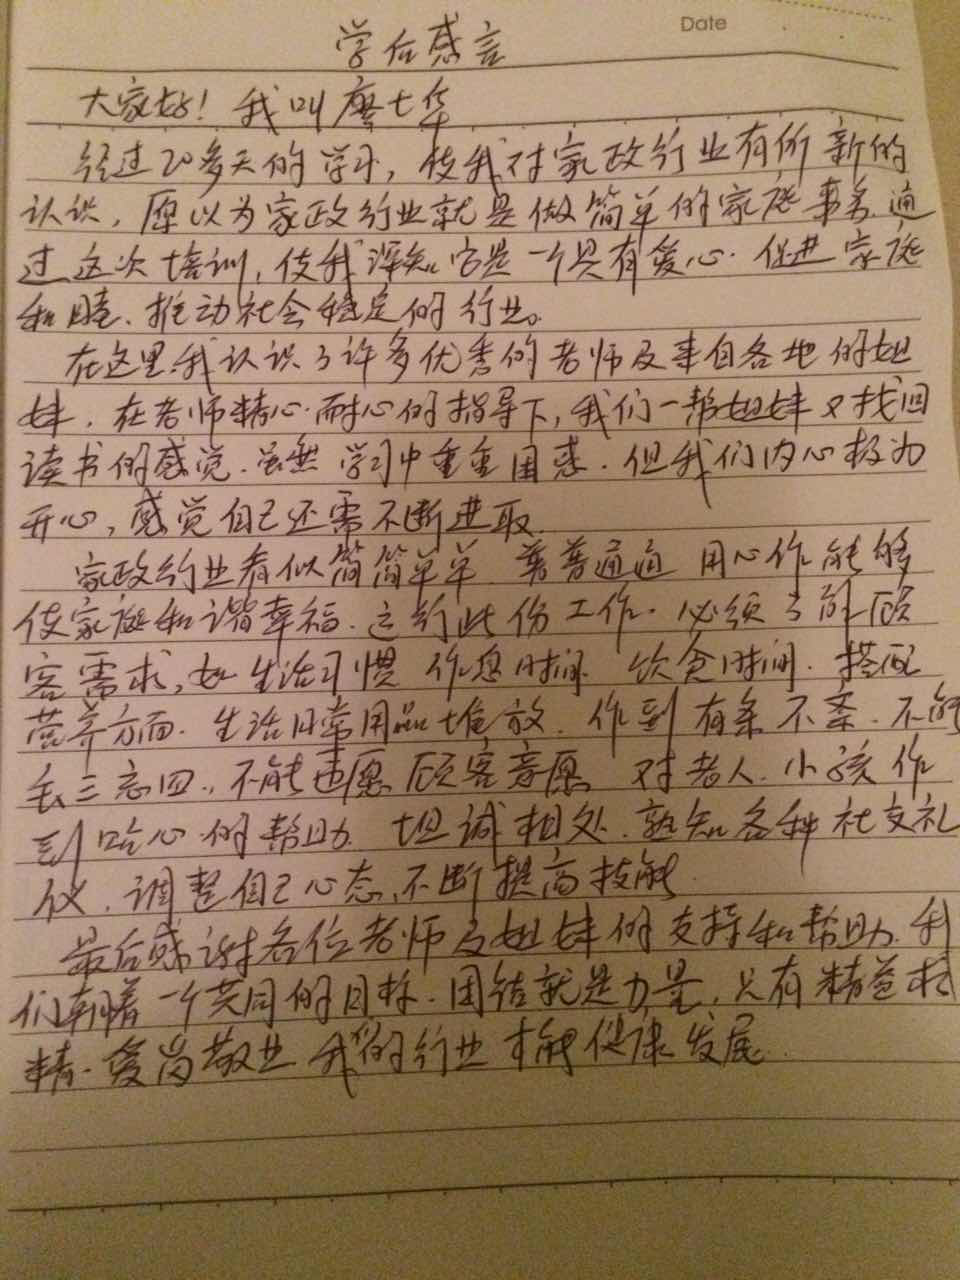 Date
学后感言
大家好！我叫廖七华
经过20多天的学习，使我对家政行业有所新的
认识，原以为家政行业就是做简单的家庭事务.通
过这次培训，使我深知它是一个具有爱心.促进家庭
和睦、推动社会稳定的行业。
在这里我认识了许多优秀的老师及来自各地的姐
妹，在老师精心.耐心的指导下，我们一帮姐妹又找回
读书的感觉.虽然学习中重重困惑.但我们内心极为
开心，感觉自己还需不断进取.
家政行业看似简简单单.普普通通 用心作能够
使家庭和谐幸福.这行此份工作.必须了解顾
客需求，如生活习惯 作息时间.饮食时间.搭配
营养方面.生活日常用品堆放.作到有条不紊.不能
丢三忘四.，不能违愿顾客意愿 对老人.小孩作
到哈心的帮助.坦诚相处.熟知各种社交礼
仪.调整自己心态.不断提高技能.
最后感谢各位老师及姐妹的支持和帮助.我
们朝着一个共同的目标.团结就是力量，只有精益求
精.爱岗敬业 我们的行业才能健康发展.